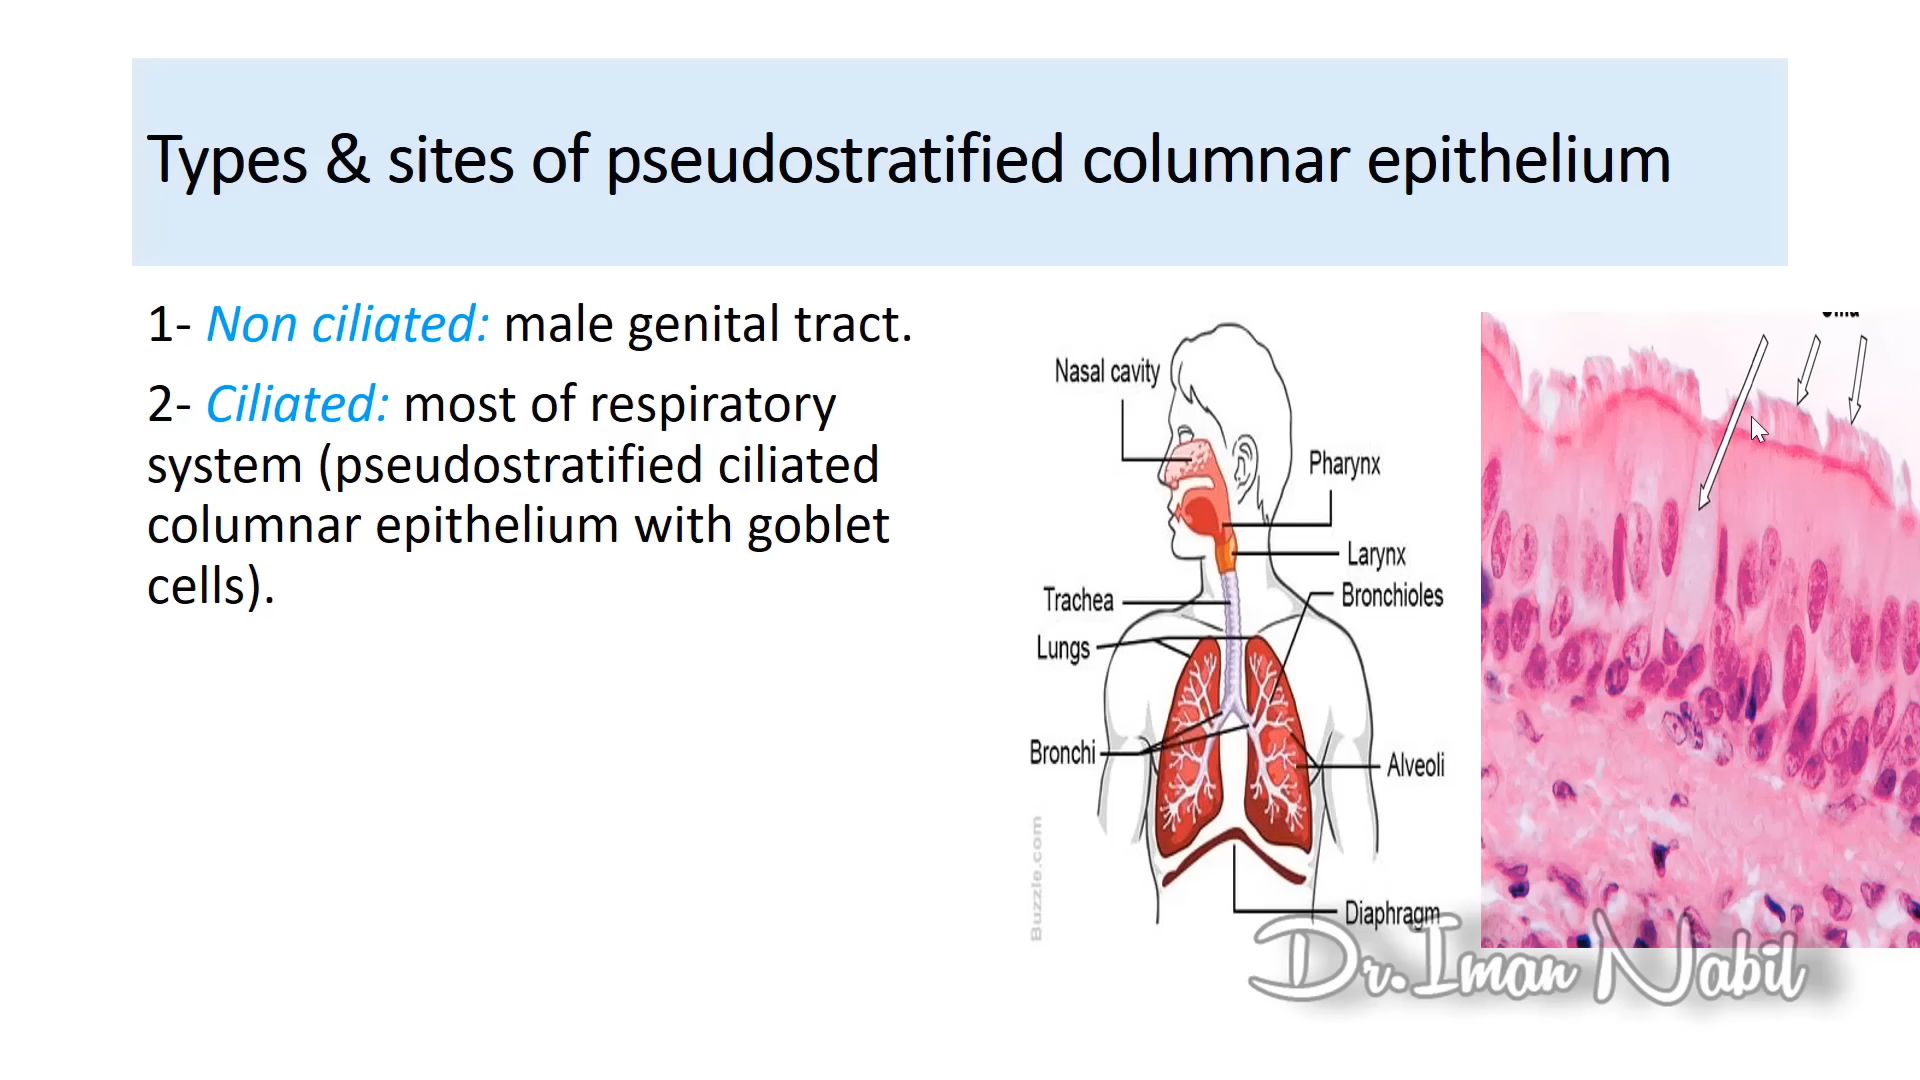 Types & sites of pseudostratified columnar epithelium
1- Non ciliated: male genital tract.
2- Ciliated: most of respiratory
system (pseudostratified ciliated
columnar epithelium with goblet
cells).
Nasal cavity
Pharynx
Larynx
Bronchioles
Trachea
Lungs
Bronchi
Alveoli
Diaphragm
Buzzle.com
Dr.Iman Nabil